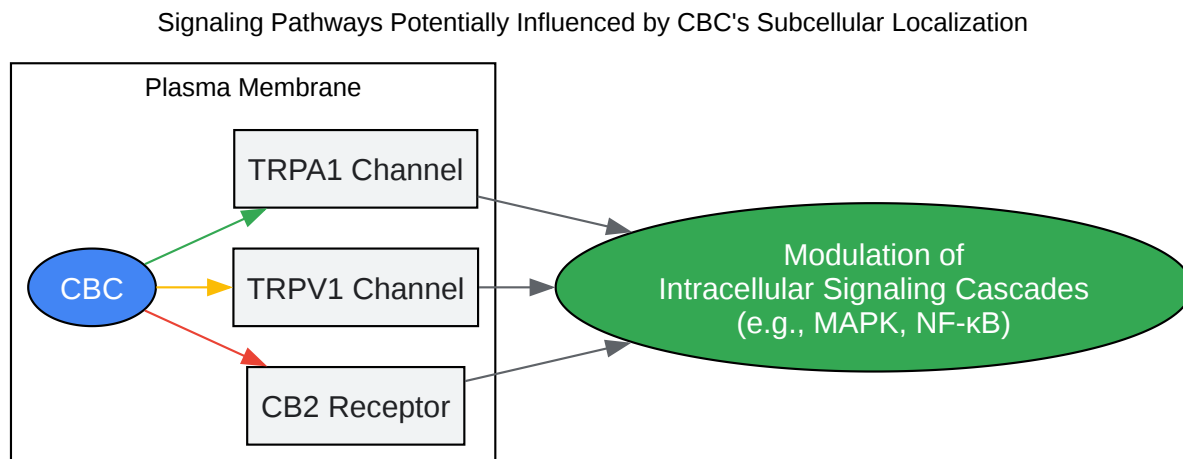 Signaling Pathways Potentially Influenced by CBC's Subcellular Localization
Plasma Membrane
TRPA1 Channel
CBC
TRPV1 Channel
CB2 Receptor
Modulation of
Intracellular Signaling Cascades
(e.g., MAPK, NF-κB)